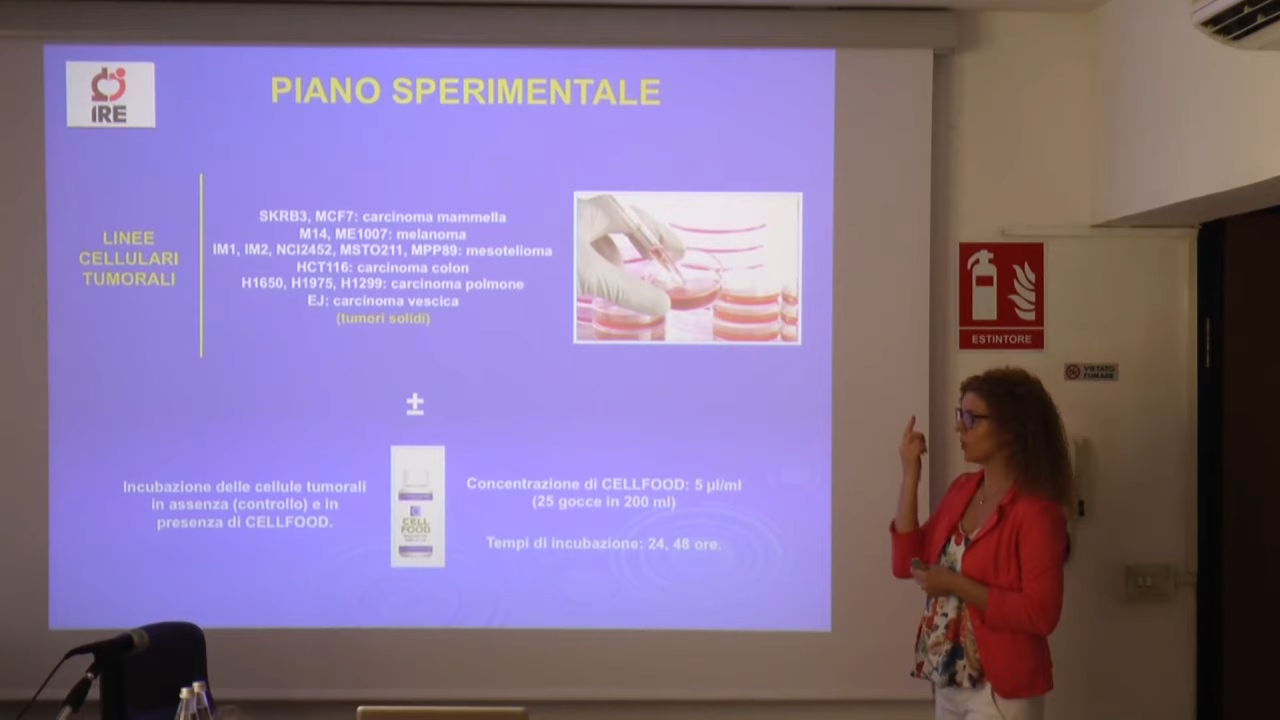 IRE
PIANO SPERIMENTALE
LINEE
CELLULARI
TUMORALI
SKRB3, MCF7: carcinoma mammella
M14, ME1007: melanoma
IM1, IM2, NCI2452, MSTO211, MPP89: mesotelioma
HCT116: carcinoma colon
H1650, H1975, H1299: carcinoma polmone
EJ: carcinoma vescica
(tumori solidi)
±
Incubazione delle cellule tumorali
in assenza (controllo) e in
presenza di CELLFOOD.
CELL
FOOD
Concentrazione di CELLFOOD: 5 µl/ml
(25 gocce in 200 ml)
Tempi di incubazione: 24, 48 ore.
ESTINTORE
VIETATO
FUMARE